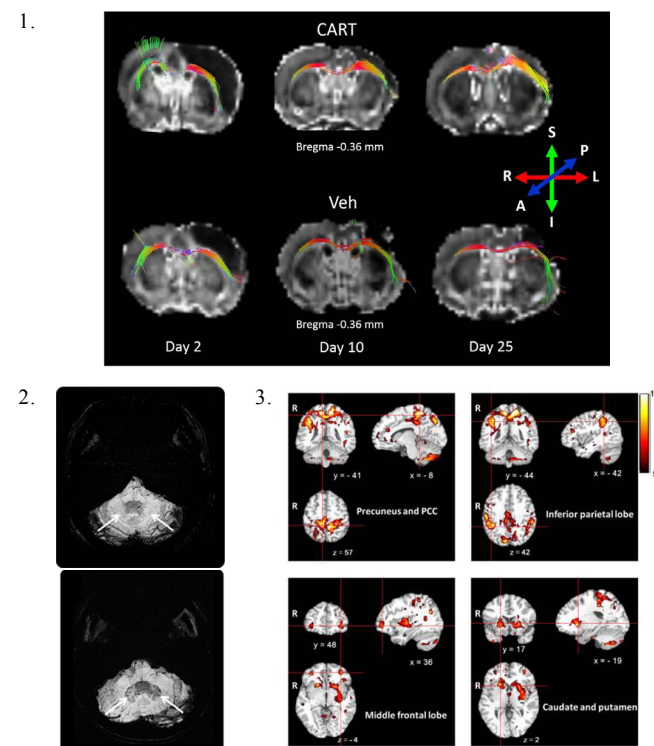 1.
CART
Bregma -0.36 mm
S
P
R
L
A
I
Veh
Bregma -0.36 mm
Day 2
Day 10
Day 25
2.
3.
R
y = - 41
x = - 8
R
Precuneus and PCC
z = 57
R
y = - 44
x = - 42
R
Inferior parietal lobe
z = 42
R
y = 48
x = 36
R
Middle frontal lobe
z = -4
R
y = 17
x = - 19
R
Caudate and putamen
z = 2